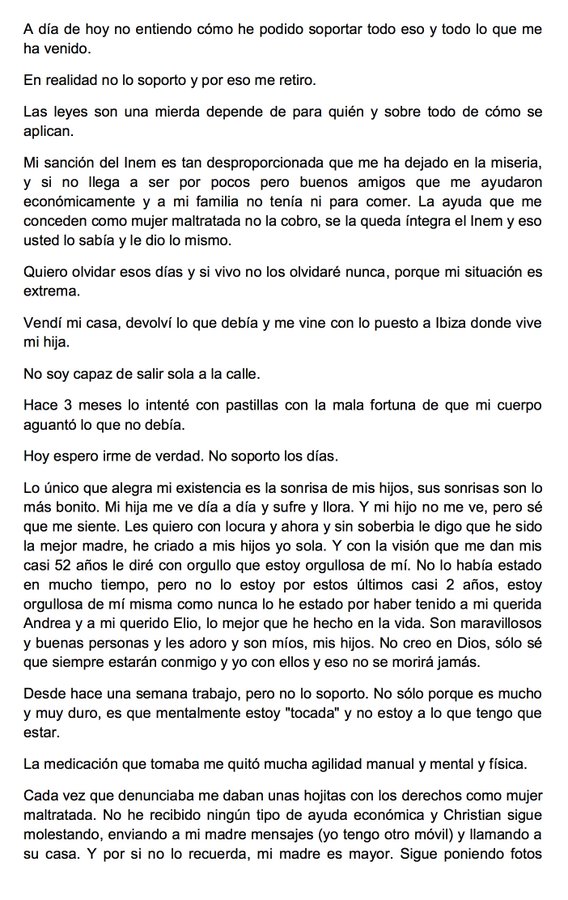 A día de hoy no entiendo cómo he podido soportar todo eso y todo lo que me
ha venido.
En realidad no lo soporto y por eso me retiro.
Las leyes son una mierda depende de para quién y sobre todo de cómo se
aplican.
Mi sanción del Inem es tan desproporcionada que me ha dejado en la miseria,
y si no llega a ser por pocos pero buenos amigos que me ayudaron
económicamente y a mi familia no tenía ni para comer. La ayuda que me
conceden como mujer maltratada no la cobro, se la queda íntegra el Inem y eso
usted lo sabía y le dio lo mismo.
Quiero olvidar esos días y si vivo no los olvidaré nunca, porque mi situación es
extrema.
Vendí mi casa, devolví lo que debía y me vine con lo puesto a Ibiza donde vive
mi hija.
No soy capaz de salir sola a la calle.
Hace 3 meses lo intenté con pastillas con la mala fortuna de que mi cuerpo
aguantó lo que no debía.
Hoy espero irme de verdad. No soporto los días.
Lo único que alegra mi existencia es la sonrisa de mis hijos, sus sonrisas son lo
más bonito. Mi hija me ve día a día y sufre y llora. Y mi hijo no me ve, pero sé
que me siente. Les quiero con locura y ahora y sin soberbia le digo que he sido
la mejor madre, he criado a mis hijos yo sola. Y con la visión que me dan mis
casi 52 años le diré con orgullo que estoy orgullosa de mí. No lo había estado
en mucho tiempo, pero no lo estoy por estos últimos casi 2 años, estoy
orgullosa de mí misma como nunca lo he estado por haber tenido a mi querida
Andrea y a mi querido Elio, lo mejor que he hecho en la vida. Son maravillosos
y buenas personas y les adoro y son míos, mis hijos. No creo en Dios, sólo sé
que siempre estarán conmigo y yo con ellos y eso no se morirá jamás.
Desde hace una semana trabajo, pero no lo soporto. No sólo porque es mucho
y muy duro, es que mentalmente estoy "tocada" y no estoy a lo que tengo que
estar.
La medicación que tomaba me quitó mucha agilidad manual y mental y física.
Cada vez que denunciaba me daban unas hojitas con los derechos como mujer
maltratada. No he recibido ningún tipo de ayuda económica y Christian sigue
molestando, enviando a mi madre mensajes (yo tengo otro móvil) y llamando a
su casa. Y por si no lo recuerda, mi madre es mayor. Sigue poniendo fotos